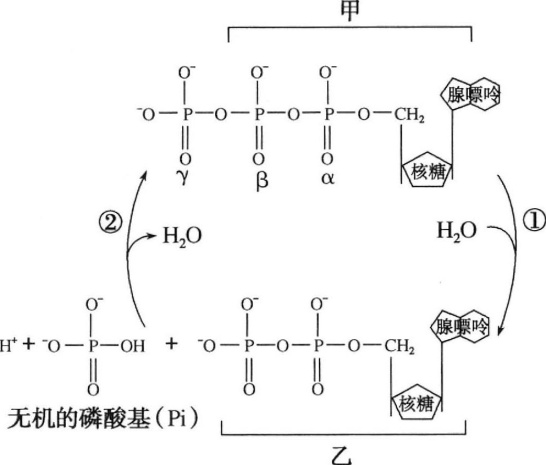 甲
O⁻ O⁻ O⁻ 腺嘌呤
⁻O—P—O—P—O—P—O—CH₂
O O O 核糖
γ β α
② H₂O H₂O ①
O⁻ O⁻ O⁻ 腺嘌呤
H⁺ + ⁻O—P—OH + ⁻O—P—O—P—O—CH₂
O O O 核糖
无机的磷酸基(Pi)
乙